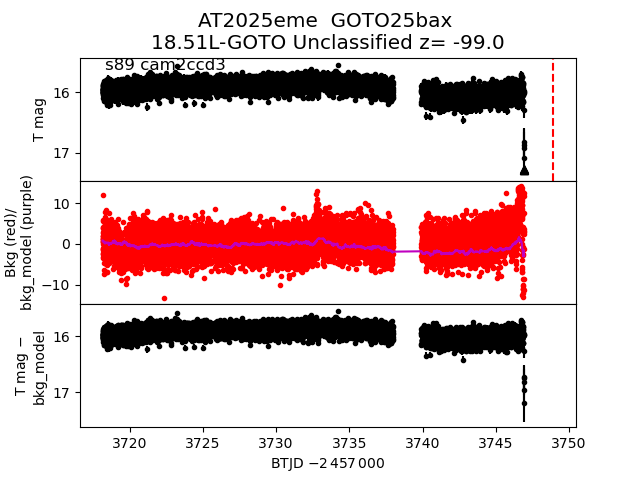 AT2025eme  GOTO25bax
18.51L-GOTO Unclassified z= -99.0
s89 cam2ccd3
T mag
16
17
Bkg (red)/
bkg_model (purple)
10
0
−10
T mag −
bkg_model
16
17
3720 3725 3730 3735 3740 3745 3750
BTJD −2 457 000